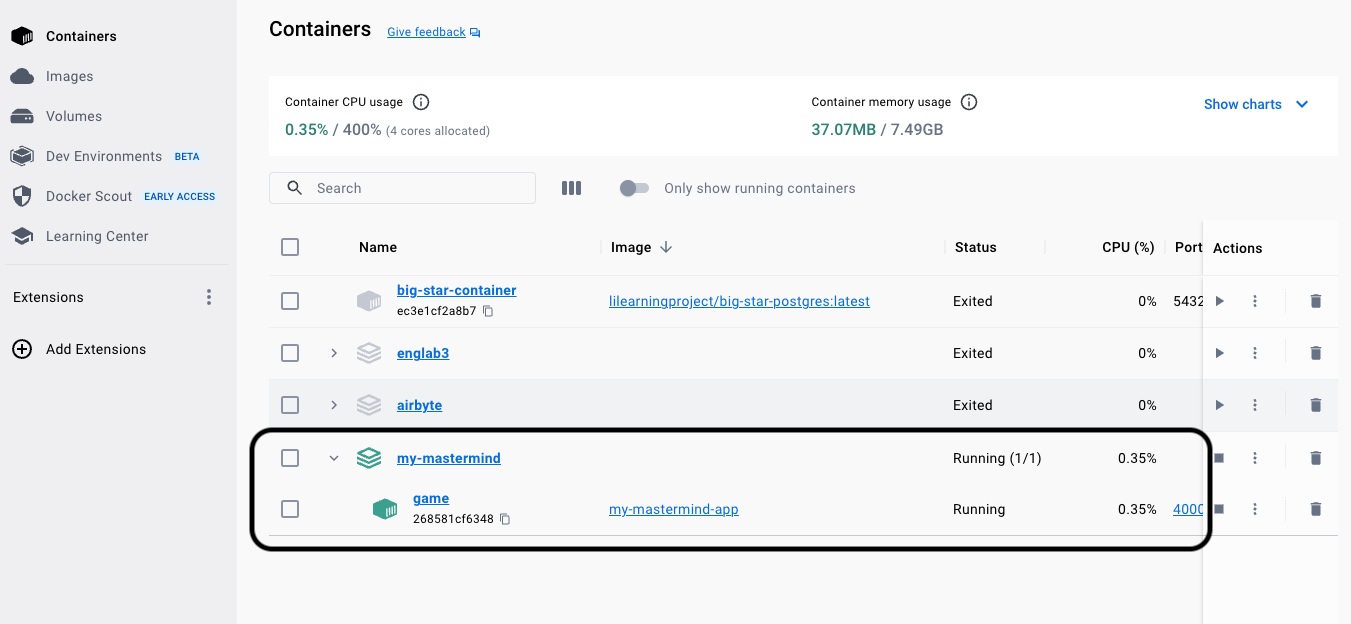 Containers
Images
Volumes
Dev Environments BETA
Docker Scout EARLY ACCESS
Learning Center
Extensions
Add Extensions
Containers Give feedback
Container CPU usage
0.35% / 400% (4 cores allocated)
Container memory usage
37.07MB / 7.49GB
Show charts
Search
Only show running containers
Name Image Status CPU (%) Port Actions
big-star-container
ec3e1cf2a8b7
lilearningproject/big-star-postgres:latest Exited 0% 5432
englab3 Exited 0%
airbyte Exited 0%
my-mastermind Running (1/1) 0.35%
game
268581cf6348
my-mastermind-app Running 0.35% 4000